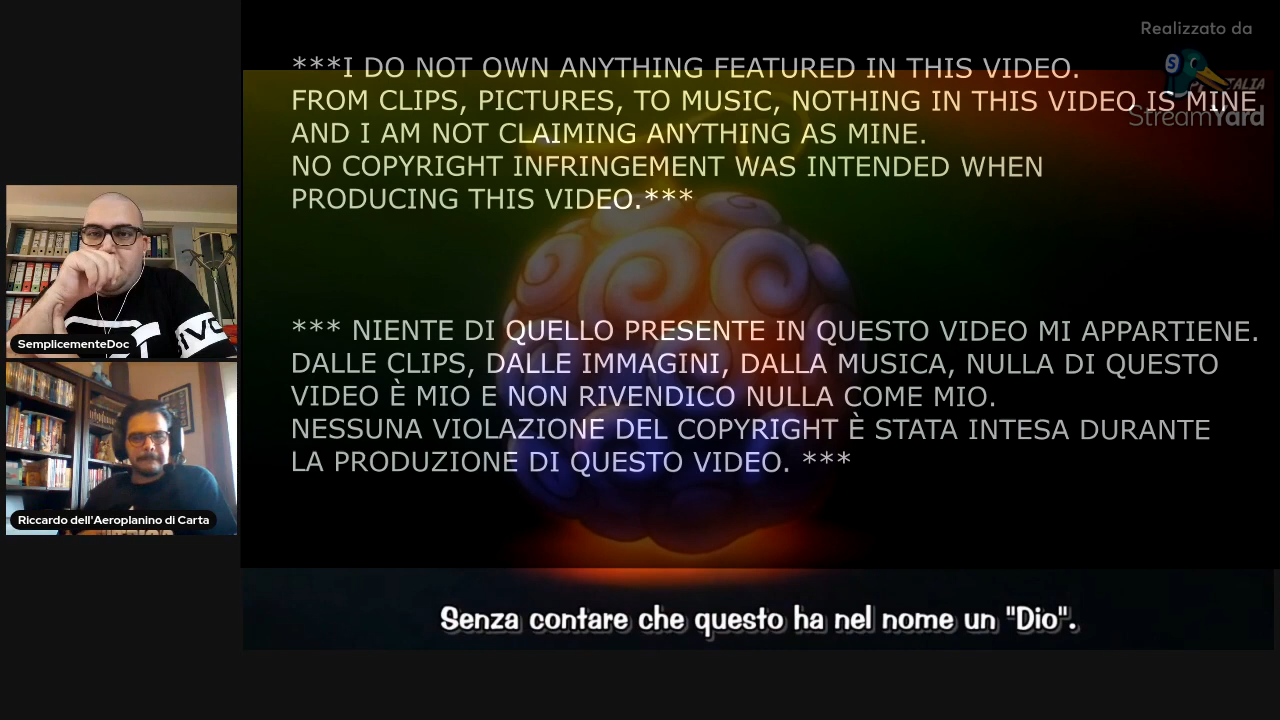 Realizzato da
StreamYard
***I DO NOT OWN ANYTHING FEATURED IN THIS VIDEO.
FROM CLIPS, PICTURES, TO MUSIC, NOTHING IN THIS VIDEO IS MINE
AND I AM NOT CLAIMING ANYTHING AS MINE.
NO COPYRIGHT INFRINGEMENT WAS INTENDED WHEN
PRODUCING THIS VIDEO.***
*** NIENTE DI QUELLO PRESENTE IN QUESTO VIDEO MI APPARTIENE.
DALLE CLIPS, DALLE IMMAGINI, DALLA MUSICA, NULLA DI QUESTO
VIDEO È MIO E NON RIVENDICO NULLA COME MIO.
NESSUNA VIOLAZIONE DEL COPYRIGHT È STATA INTESA DURANTE
LA PRODUZIONE DI QUESTO VIDEO. ***
SemplicementeDoc
Riccardo dell'Aeroplanino di Carta
Senza contare che questo ha nel nome un "Dio".